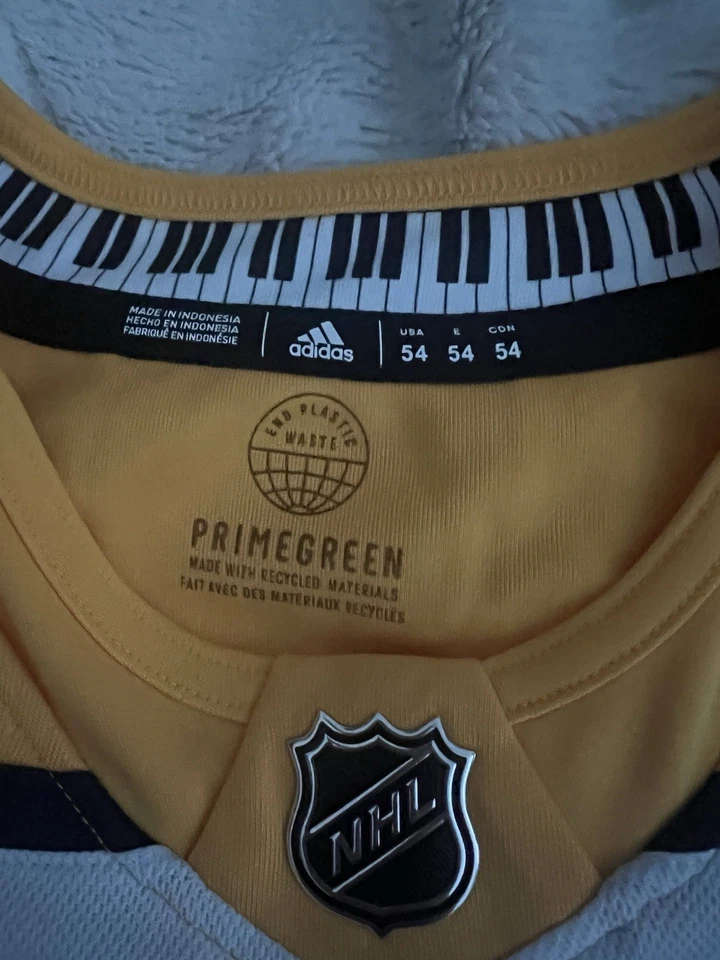 MADE IN INDONESIA
HECHO EN INDONESIA
FABRIQUÉ EN INDONÉSIE
adidas
USA E CDN
54 54 54
END PLASTIC
WASTE
PRIMEGREEN
MADE WITH RECYCLED MATERIALS
FAIT AVEC DES MATERIAUX RECYCLÉS
NHL